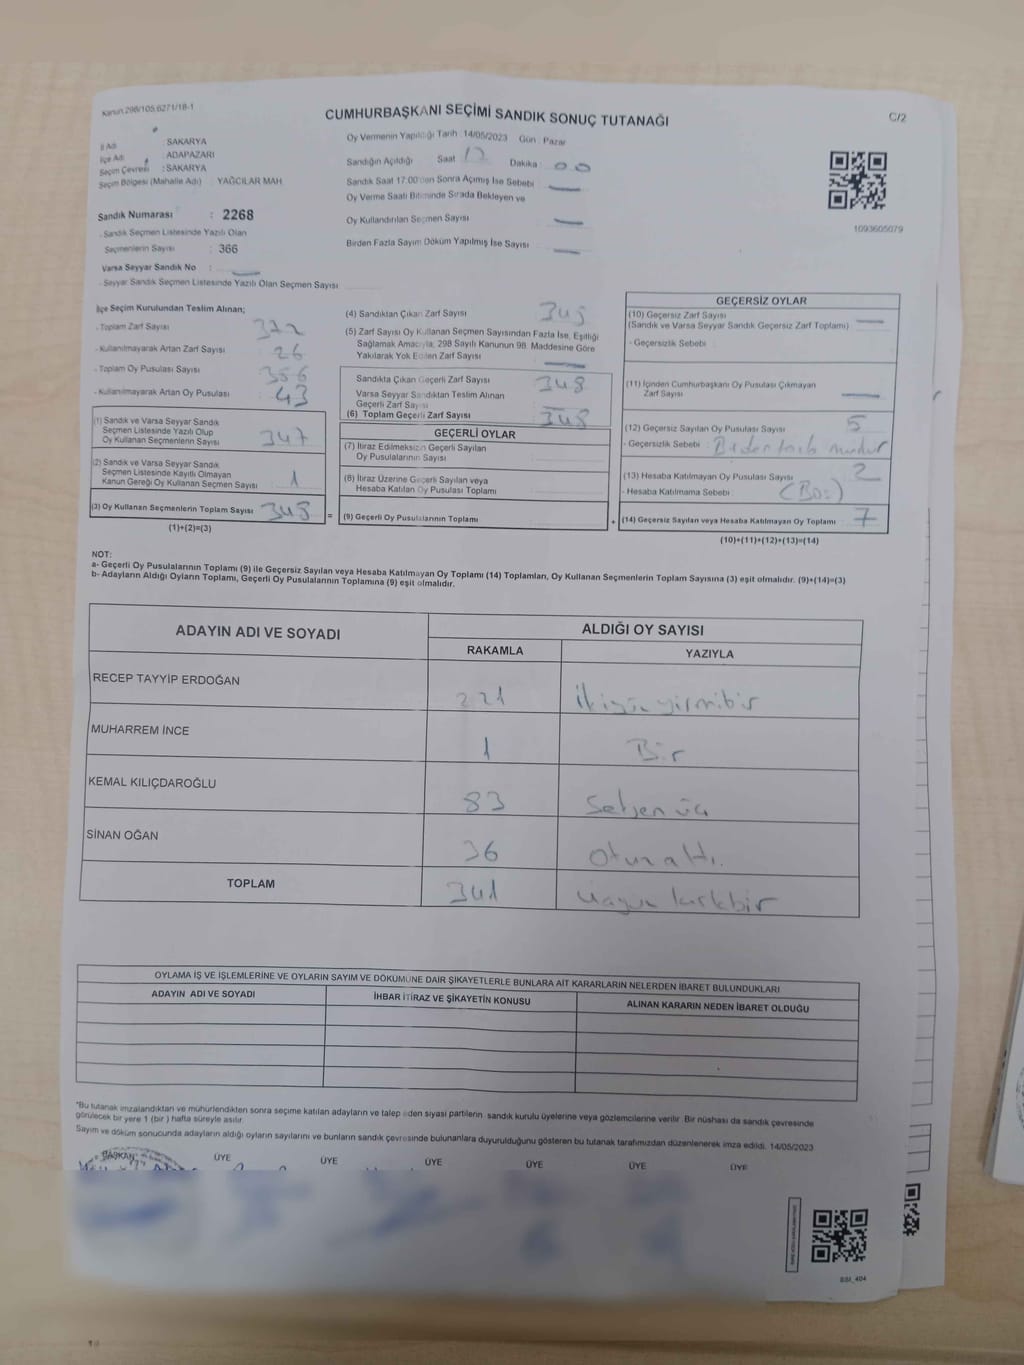 Kanun 298/105,6271/18-1
CUMHURBAŞKANI SEÇİMİ SANDIK SONUÇ TUTANAĞI
C/2
İl Adı : SAKARYA
İlçe Adı : ADAPAZARI
Seçim Çevresi : SAKARYA
Seçim Bölgesi (Mahalle Adı) : YAĞCILAR MAH.
Sandık Numarası : 2268
- Sandık Seçmen Listesinde Yazılı Olan
Seçmenlerin Sayısı : 366
Varsa Seyyar Sandık No :
- Seyyar Sandık Seçmen Listesinde Yazılı Olan Seçmen Sayısı
Oy Vermenin Yapıldığı Tarih 14/05/2023 Gün : Pazar
Sandığın Açıldığı Saat 17 Dakika : 00
Sandık Saat 17:00'den Sonra Açımış İse Sebebi
Oy Verme Saati Bitiminde Sırada Bekleyen ve
Oy Kullandırılan Seçmen Sayısı
Birden Fazla Sayım Döküm Yapılmış İse Sayısı
1093605079
İlçe Seçim Kurulundan Teslim Alınan;
- Toplam Zarf Sayısı
- Kullanılmayarak Artan Zarf Sayısı 26
- Toplam Oy Pusulası Sayısı
- Kullanılmayarak Artan Oy Pusulası 43
(1) Sandık ve Varsa Seyyar Sandık
Seçmen Listesinde Yazılı Olup
Oy Kullanan Seçmenlerin Sayısı 347
(2) Sandık ve Varsa Seyyar Sandık
Seçmen Listesinde Kayıtlı Olmayan
Kanun Gereği Oy Kullanan Seçmen Sayısı 1
(3) Oy Kullanan Seçmenlerin Toplam Sayısı 348
(1)+(2)=(3)
(4) Sandıktan Çıkan Zarf Sayısı
(5) Zarf Sayısı Oy Kullanan Seçmen Sayısından Fazla İse, Eşitliği
Sağlamak Amacıyla, 298 Sayılı Kanunun 98. Maddesine Göre
Yakılarak Yok Edilen Zarf Sayısı
Sandıkta Çıkan Geçerli Zarf Sayısı 348
Varsa Seyyar Sandıktan Teslim Alınan
Geçerli Zarf Sayısı
(6) Toplam Geçerli Zarf Sayısı 348
GEÇERLİ OYLAR
(7) İtiraz Edilmeksizin Geçerli Sayılan
Oy Pusulalarının Sayısı
(8) İtiraz Üzerine Geçerli Sayılan veya
Hesaba Katılan Oy Pusulası Toplamı
= (9) Geçerli Oy Pusulalarının Toplamı
GEÇERSİZ OYLAR
(10) Geçersiz Zarf Sayısı
(Sandık ve Varsa Seyyar Sandık Geçersiz Zarf Toplamı)
- Geçersizlik Sebebi
(11) İçinden Cumhurbaşkanı Oy Pusulası Çıkmayan
Zarf Sayısı
(12) Geçersiz Sayılan Oy Pusulası Sayısı 5
- Geçersizlik Sebebi :
(13) Hesaba Katılmayan Oy Pusulası Sayısı 2
- Hesaba Katılmama Sebebi (Boş)
+ (14) Geçersiz Sayılan veya Hesaba Katılmayan Oy Toplamı 7
(10)+(11)+(12)+(13)=(14)
NOT:
a- Geçerli Oy Pusulalarının Toplamı (9) ile Geçersiz Sayılan veya Hesaba Katılmayan Oy Toplamı (14) Toplamları, Oy Kullanan Seçmenlerin Toplam Sayısına (3) eşit olmalıdır. (9)+(14)=(3)
b- Adayların Aldığı Oyların Toplamı, Geçerli Oy Pusulalarının Toplamına (9) eşit olmalıdır.
ADAYIN ADI VE SOYADI ALDIĞI OY SAYISI
RAKAMLA YAZIYLA
RECEP TAYYİP ERDOĞAN 221 ikiyüzyirmibir
MUHARREM İNCE 1 Bir
KEMAL KILIÇDAROĞLU 83 Seksen üç
SİNAN OĞAN 36 Otuz altı.
TOPLAM 341 üçyüz kırkbir
OYLAMA İŞ VE İŞLEMLERİNE VE OYLARIN SAYIM VE DÖKÜMÜNE DAİR ŞİKAYETLERLE BUNLARA AİT KARARLARIN NELERDEN İBARET BULUNDUKLARI
ADAYIN ADI VE SOYADI İHBAR İTİRAZ VE ŞİKAYETİN KONUSU ALINAN KARARIN NEDEN İBARET OLDUĞU
*Bu tutanak imzalandıktan ve mühürlendikten sonra seçime katılan adayların ve talep eden siyasi partilerin sandık kurulu üyelerine veya gözlemcilerine verilir. Bir nüshası da sandık çevresinde
görülecek bir yere 1 (bir ) hafta süreyle asılır.
Sayım ve döküm sonucunda adayların aldığı oyların sayılarını ve bunların sandık çevresinde bulunanlara duyurulduğunu gösteren bu tutanak tarafımızdan düzenlenerek imza edildi. 14/05/2023
BAŞKAN ÜYE ÜYE ÜYE ÜYE ÜYE ÜYE
SSI_404